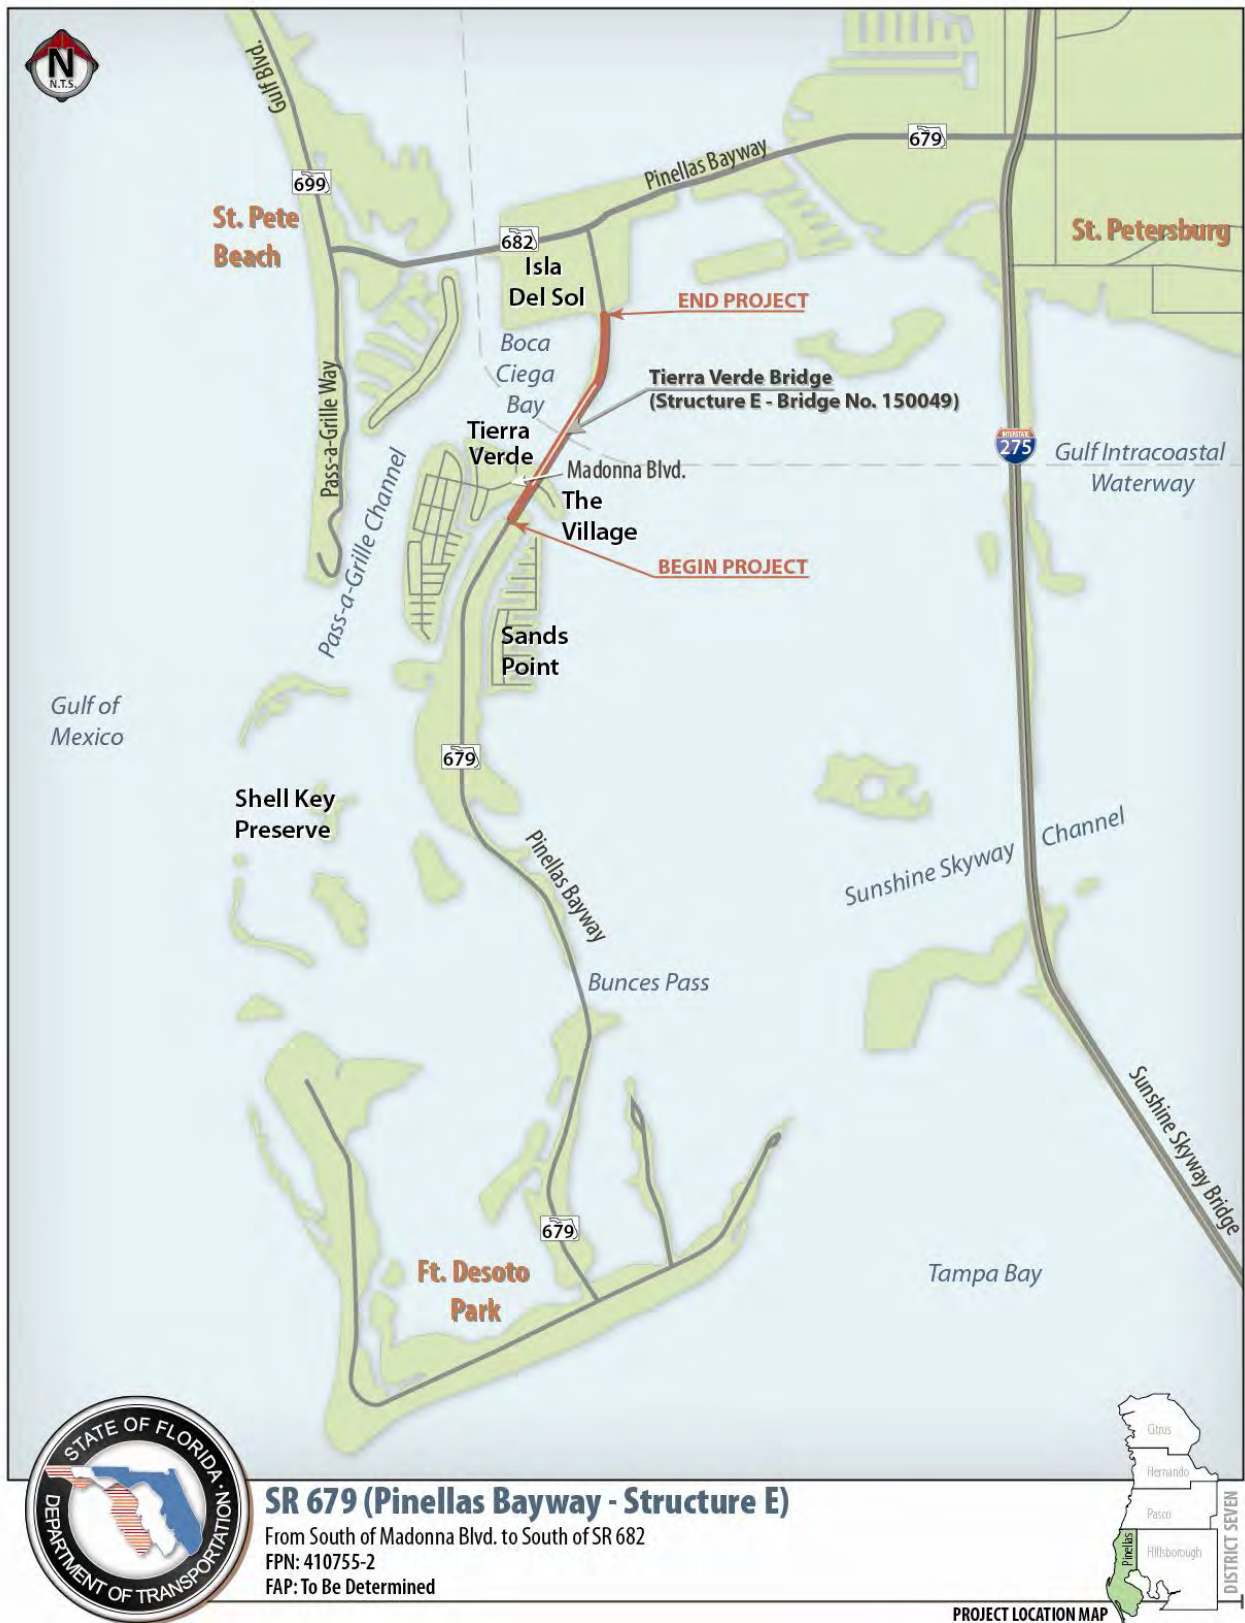 N
N.T.S.
Gulf Blvd.
699
St. Pete
Beach
Pinellas Bayway
679
St. Petersburg
682
Isla
Del Sol
END PROJECT
Boca
Ciega
Bay
Tierra Verde Bridge
(Structure E - Bridge No. 150049)
Pass-a-Grille Way
Tierra
Verde
Madonna Blvd.
The
Village
INTERSTATE
275
Gulf Intracoastal
Waterway
Pass-a-Grille Channel
BEGIN PROJECT
Sands
Point
Gulf of
Mexico
679
Shell Key
Preserve
Pinellas Bayway
Sunshine Skyway Channel
Bunces Pass
Sunshine Skyway Bridge
679
Ft. Desoto
Park
Tampa Bay
STATE OF FLORIDA • DEPARTMENT OF TRANSPORTATION
SR 679 (Pinellas Bayway - Structure E)
From South of Madonna Blvd. to South of SR 682
FPN: 410755-2
FAP: To Be Determined
Citrus
Hernando
Pasco
Pinellas
Hillsborough
DISTRICT SEVEN
PROJECT LOCATION MAP